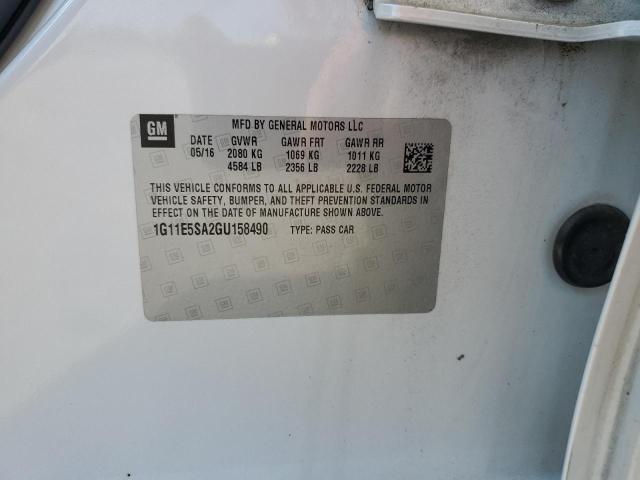 GM
MFD BY GENERAL MOTORS LLC
DATE GVWR GAWR FRT GAWR RR
05/16 2080 KG 1069 KG 1011 KG
4584 LB 2356 LB 2228 LB
THIS VEHICLE CONFORMS TO ALL APPLICABLE U.S. FEDERAL MOTOR
VEHICLE SAFETY, BUMPER, AND THEFT PREVENTION STANDARDS IN
EFFECT ON THE DATE OF MANUFACTURE SHOWN ABOVE.
1G11E5SA2GU158490 TYPE: PASS CAR